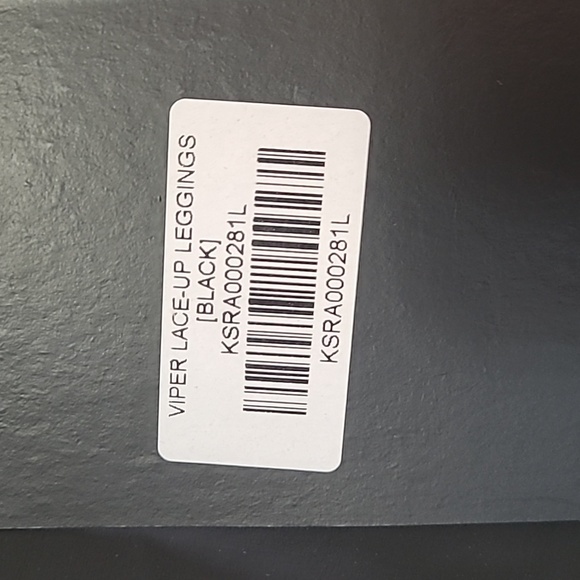 VIPER LACE-UP LEGGINGS
[BLACK]
KSRA000281L
KSRA000281L